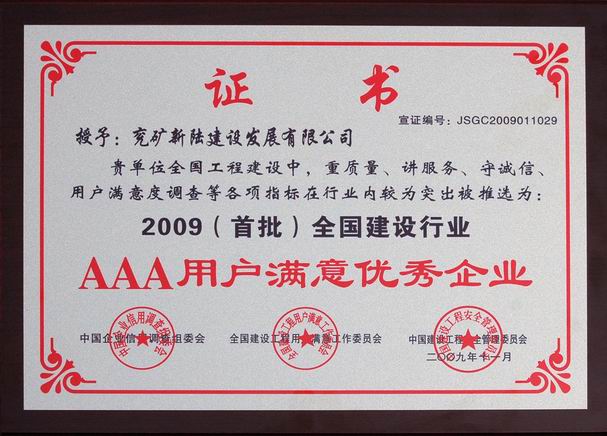 证 书
宣证编号：JSGC2009011029
授予：兖矿新陆建设发展有限公司
贵单位全国工程建设中，重质量、讲服务、守诚信、
用户满意度调查等各项指标在行业内较为突出被推选为：
2009（首批）全国建设行业
AAA用户满意优秀企业
中国企业信用调查组委会 全国建设工程用户满意工作委员会 中国建设工程安全管理委员会
二〇〇九年十一月